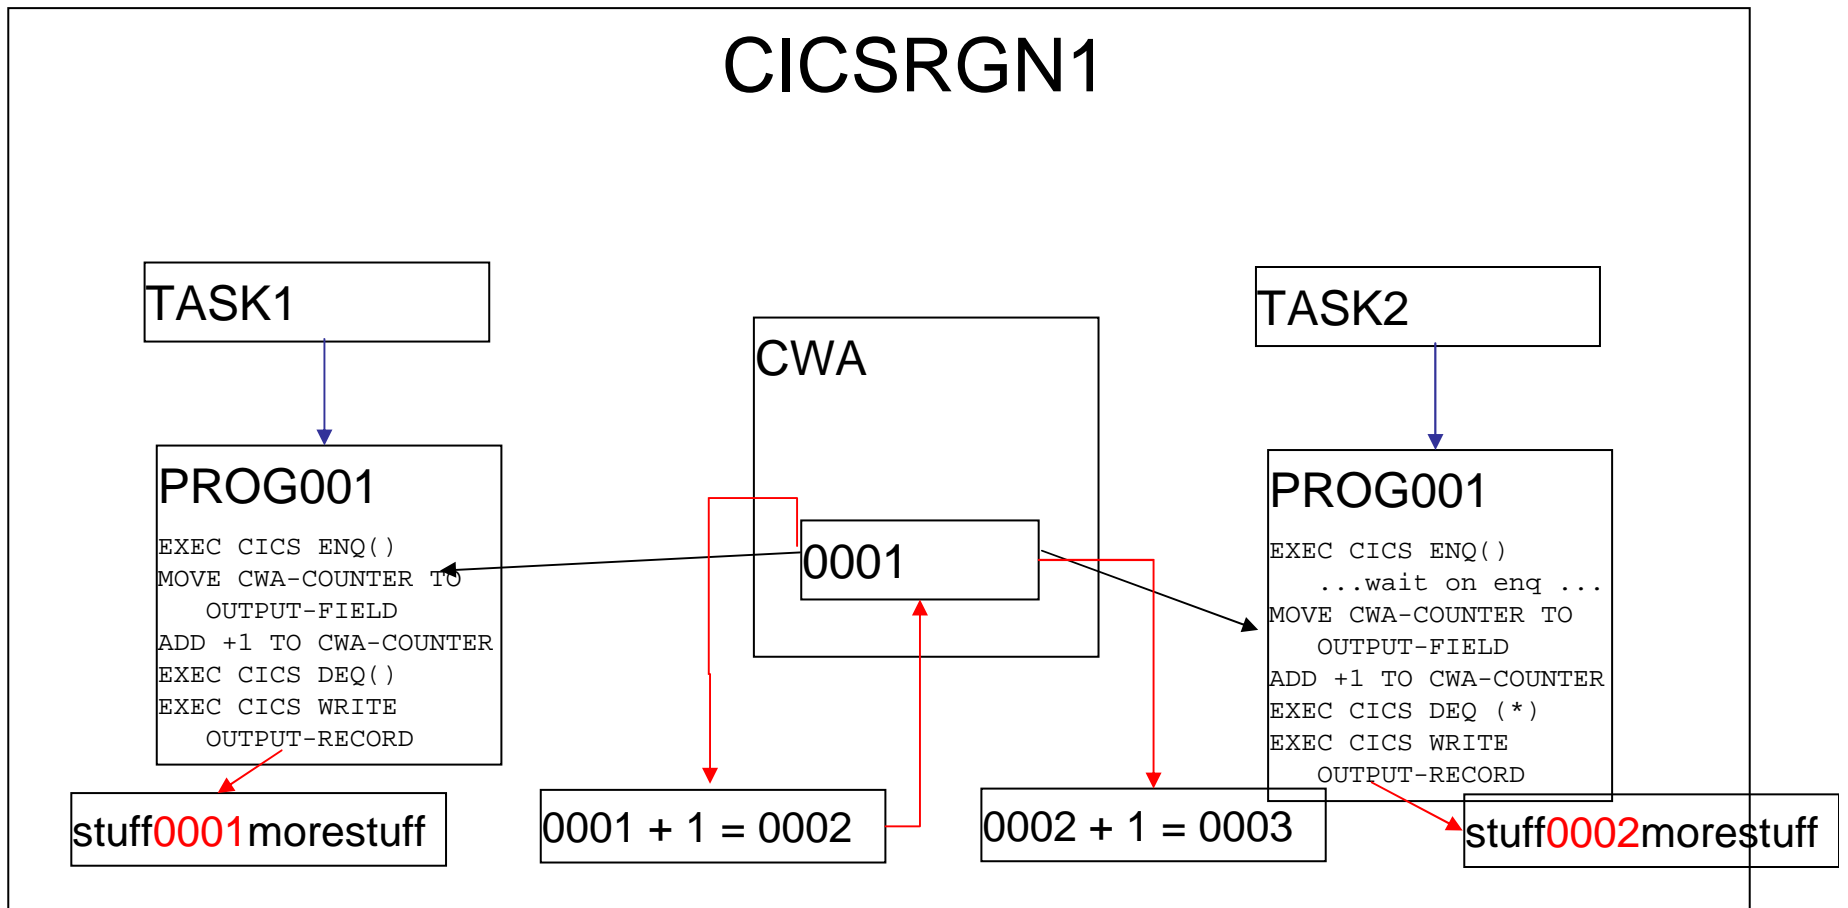 CICSRGN1
TASK1
TASK2
CWA
0001
PROG001
EXEC CICS ENQ()
MOVE CWA-COUNTER TO
   OUTPUT-FIELD
ADD +1 TO CWA-COUNTER
EXEC CICS DEQ()
EXEC CICS WRITE
   OUTPUT-RECORD
PROG001
EXEC CICS ENQ()
   ...wait on enq ...
MOVE CWA-COUNTER TO
   OUTPUT-FIELD
ADD +1 TO CWA-COUNTER
EXEC CICS DEQ (*)
EXEC CICS WRITE
   OUTPUT-RECORD
stuff0001morestuff
0001 + 1 = 0002
0002 + 1 = 0003
stuff0002morestuff